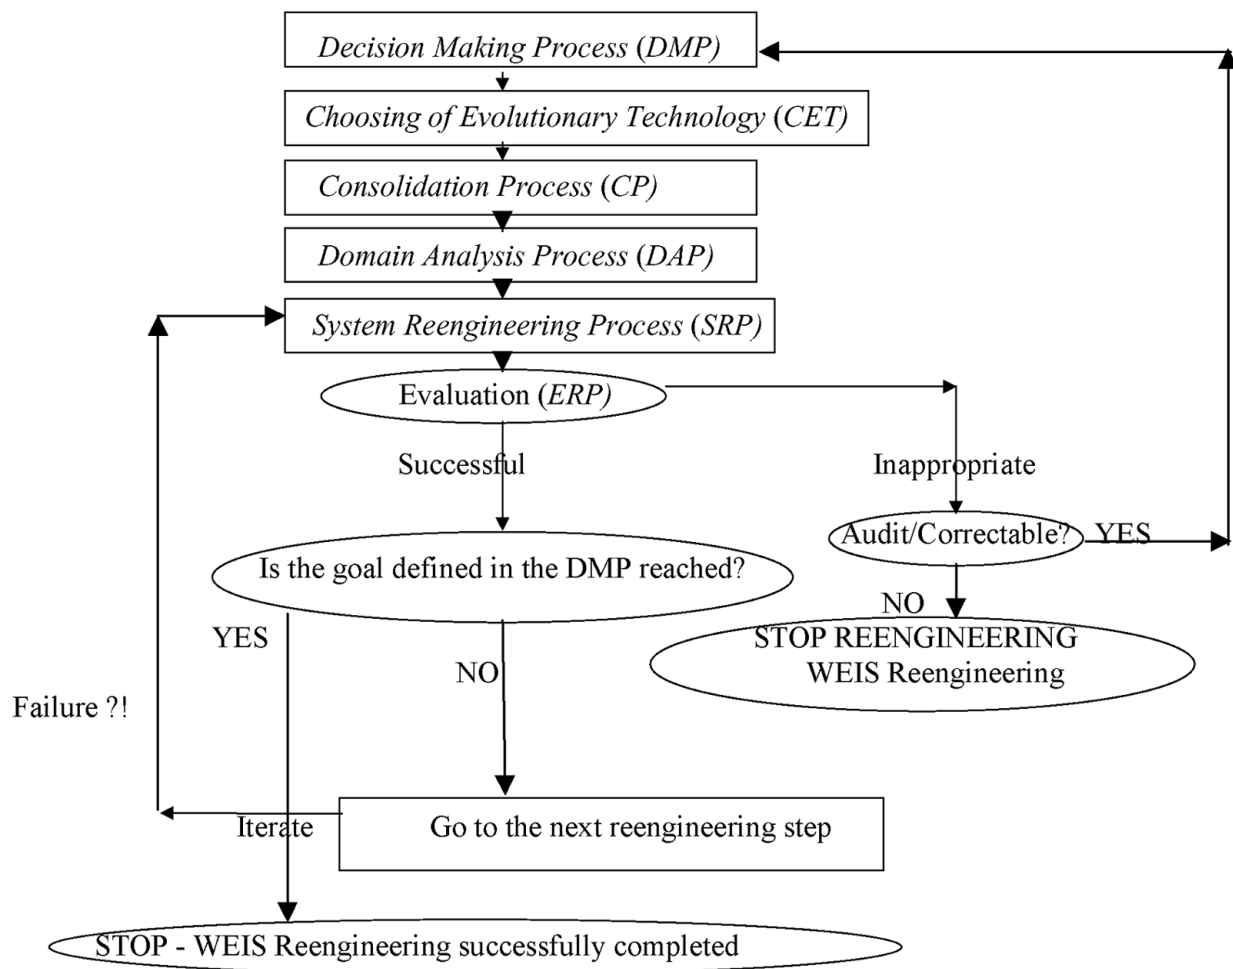 Decision Making Process (DMP)
Choosing of Evolutionary Technology (CET)
Consolidation Process (CP)
Domain Analysis Process (DAP)
System Reengineering Process (SRP)
Evaluation (ERP)
Successful
Inappropriate
Audit/Correctable?
YES
Is the goal defined in the DMP reached?
NO
STOP REENGINEERING
WEIS Reengineering
YES
NO
Failure ?!
Iterate
Go to the next reengineering step
STOP - WEIS Reengineering successfully completed